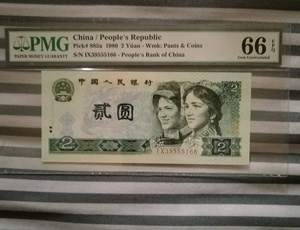 PMG
PAPER MONEY GUARANTY
China / People's Republic
Pick# 885a 1980 2 Yüan - Wmk: Pants & Coins
S/N IX39555166 - People's Bank of China
66 EPQ
Gem Uncirculated
中国人民银行
贰圆
2
IX39555166
2